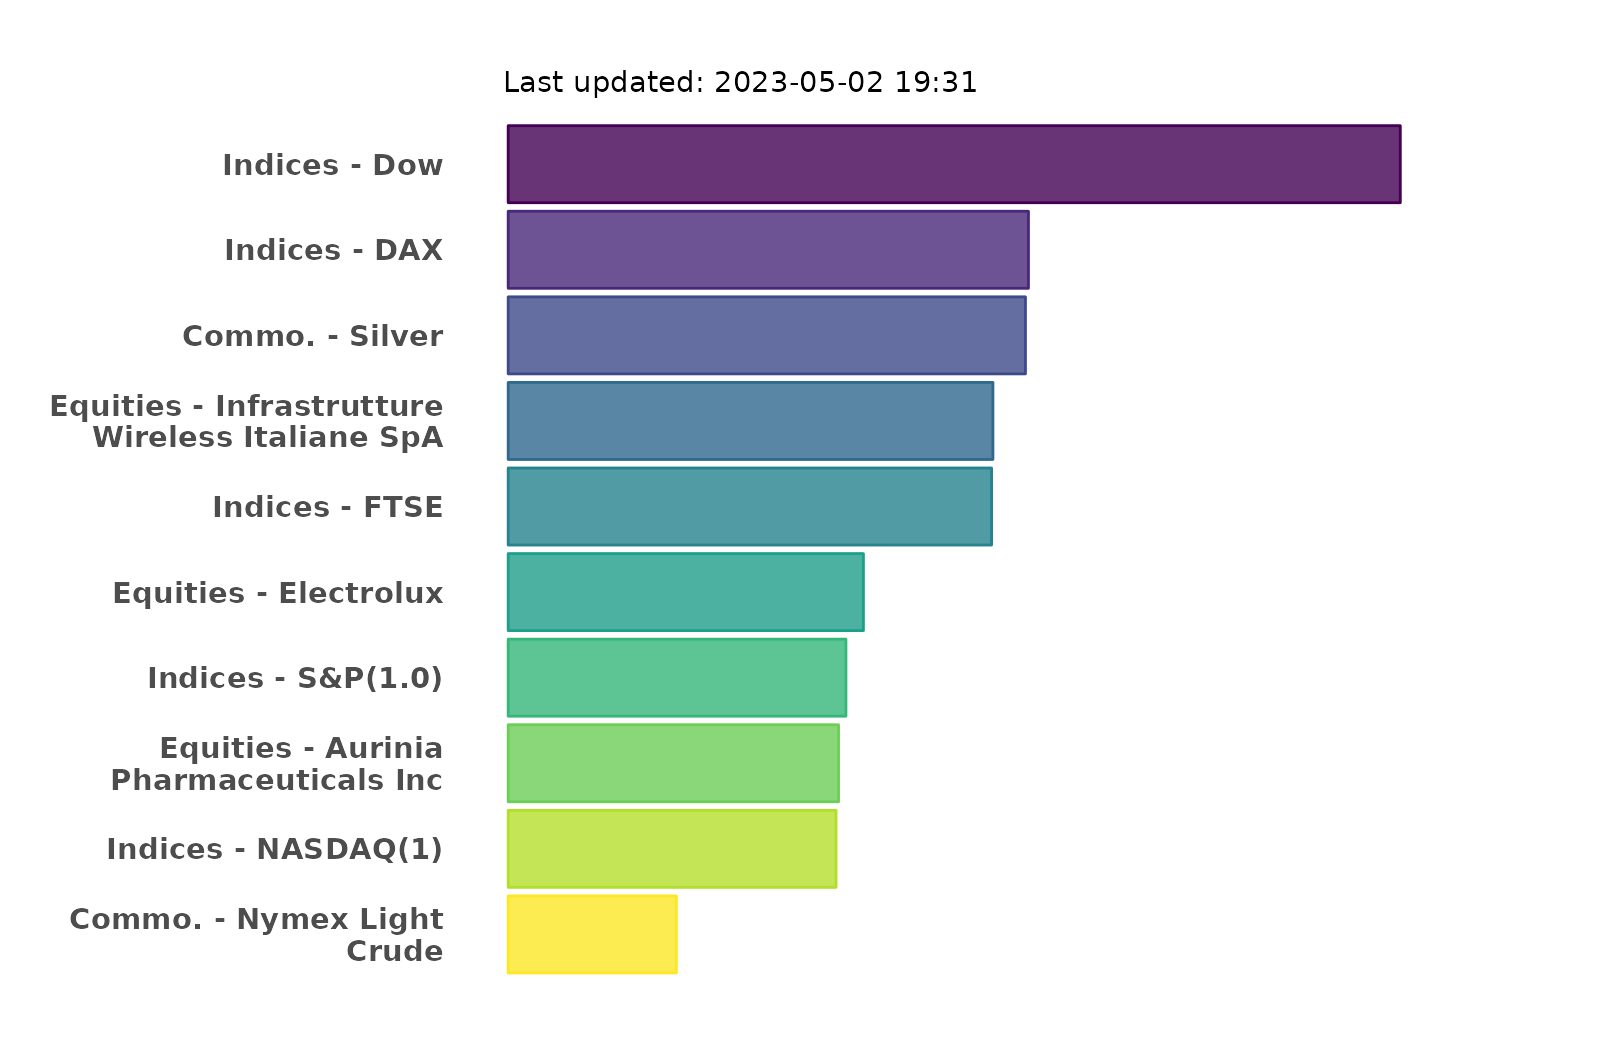 Last updated: 2023-05-02 19:31
Indices - Dow
Indices - DAX
Commo. - Silver
Equities - Infrastrutture
Wireless Italiane SpA
Indices - FTSE
Equities - Electrolux
Indices - S&P(1.0)
Equities - Aurinia
Pharmaceuticals Inc
Indices - NASDAQ(1)
Commo. - Nymex Light
Crude